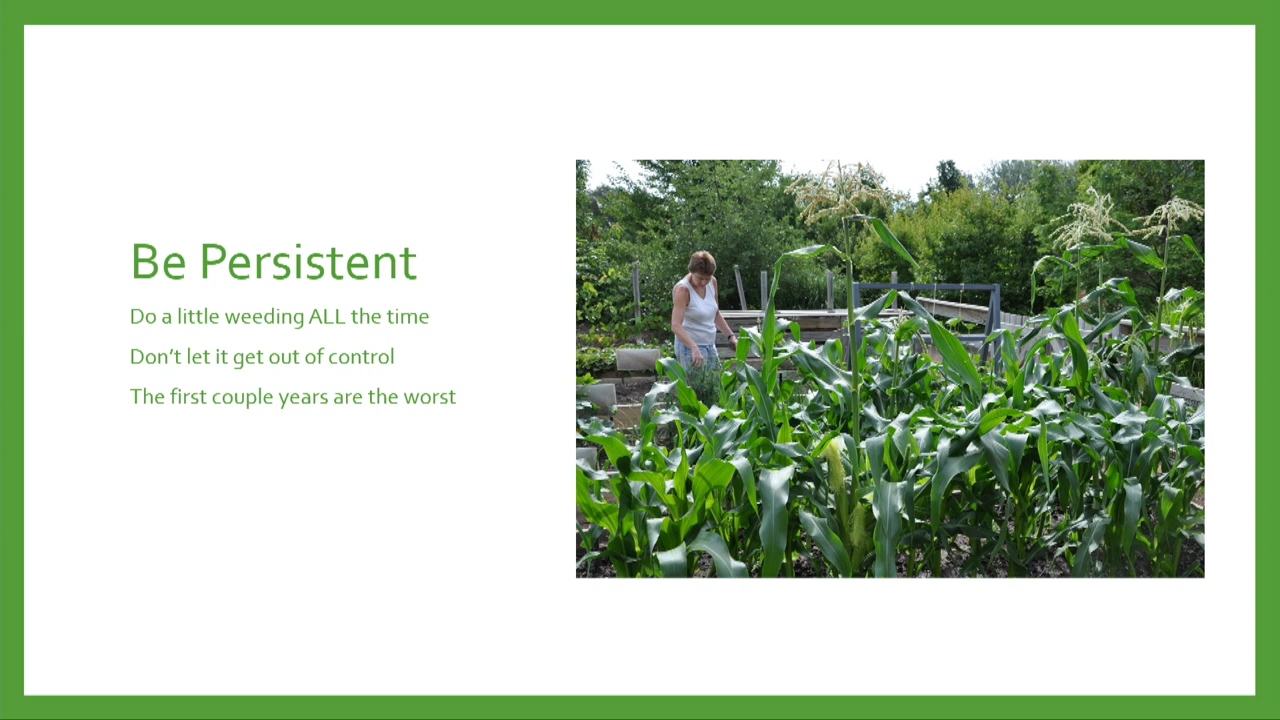 Be Persistent
Do a little weeding ALL the time
Don’t let it get out of control
The first couple years are the worst